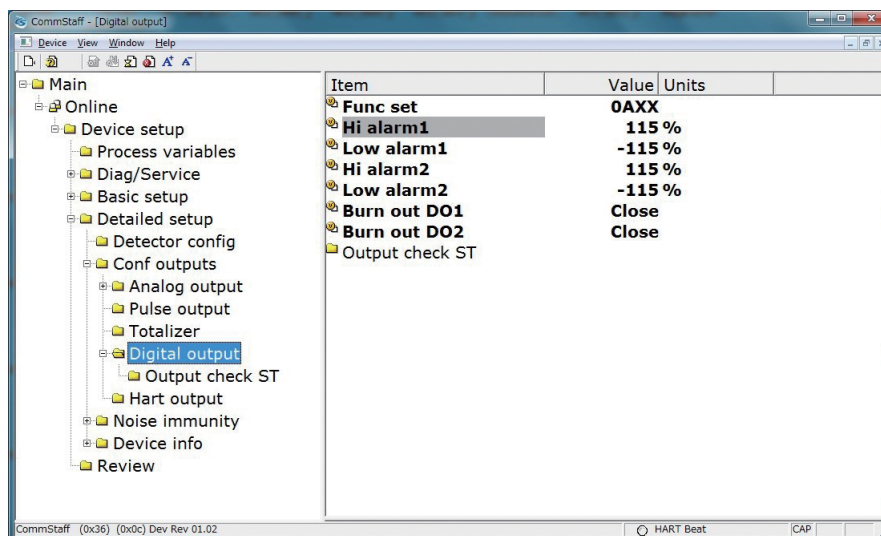 CommStaff - [Digital output]
Device View Window Help
Main
Online
Device setup
Process variables
Diag/Service
Basic setup
Detailed setup
Detector config
Conf outputs
Analog output
Pulse output
Totalizer
Digital output
Output check ST
Hart output
Noise immunity
Device info
Review
Item Value Units
Func set 0AXX
Hi alarm1 115 %
Low alarm1 -115 %
Hi alarm2 115 %
Low alarm2 -115 %
Burn out DO1 Close
Burn out DO2 Close
Output check ST
CommStaff (0x36) (0x0c) Dev Rev 01.02 HART Beat CAP